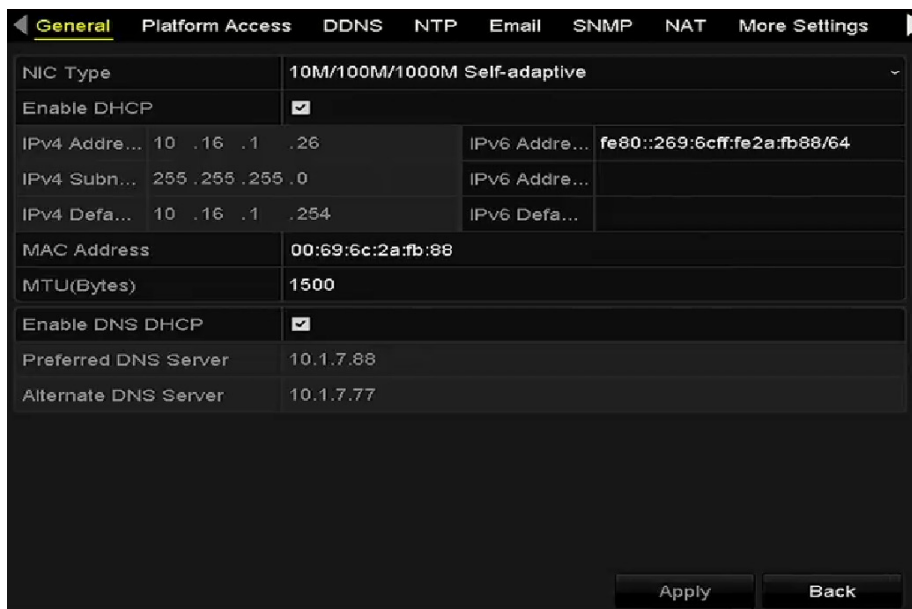 General Platform Access DDNS NTP Email SNMP NAT More Settings
NIC Type 10M/100M/1000M Self-adaptive
Enable DHCP
IPv4 Addre... 10 .16 .1 .26 IPv6 Addre... fe80::269:6cff:fe2a:fb88/64
IPv4 Subn... 255.255.255.0 IPv6 Addre...
IPv4 Defa... 10 .16 .1 .254 IPv6 Defa...
MAC Address 00:69:6c:2a:fb:88
MTU(Bytes) 1500
Enable DNS DHCP
Preferred DNS Server 10.1.7.88
Alternate DNS Server 10.1.7.77
Apply Back